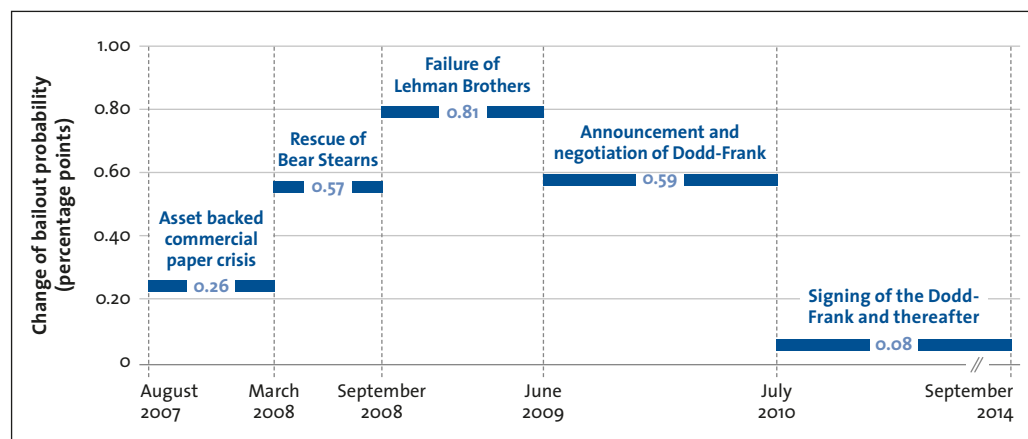 Change of bailout probability
(percentage points)
1.00
0.80
0.60
0.40
0.20
0
Asset backed
commercial
paper crisis
0.26
Rescue of
Bear Stearns
0.57
Failure of
Lehman Brothers
0.81
Announcement and
negotiation of Dodd-Frank
0.59
Signing of the Dodd-
Frank and thereafter
0.08
August
2007
March
2008
September
2008
June
2009
July
2010
September
2014